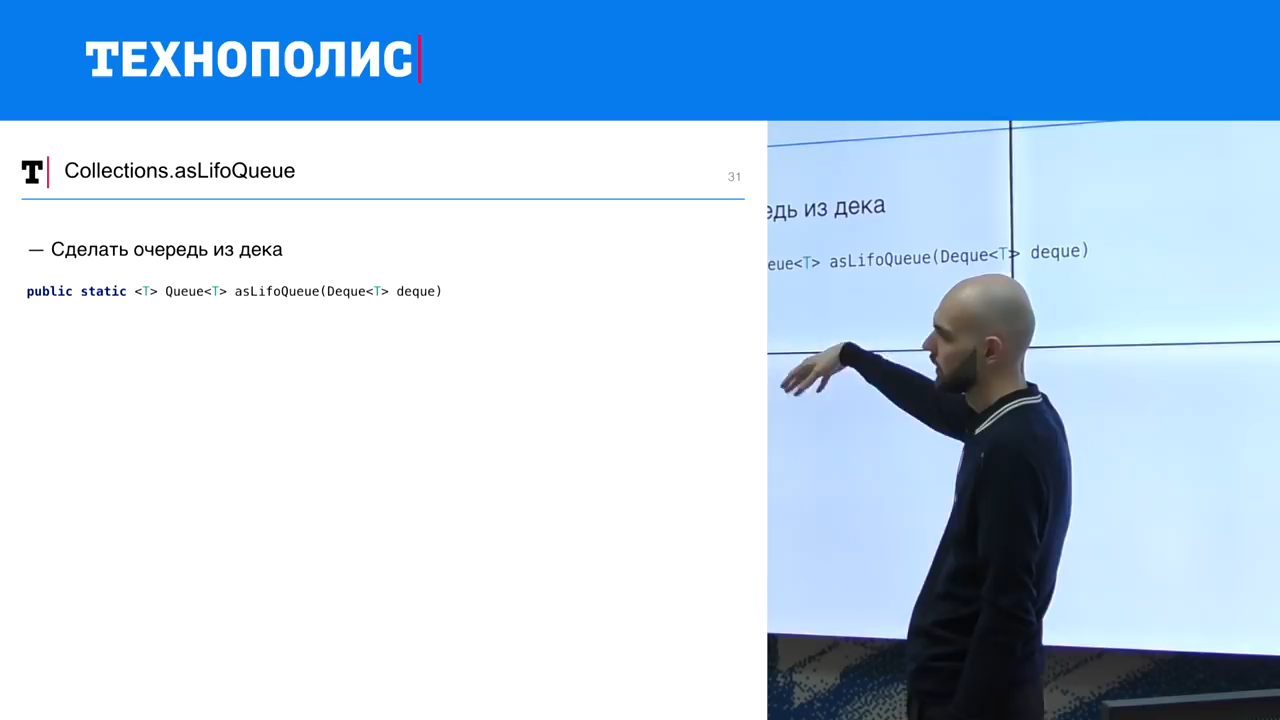 ТЕХНОПОЛИС
T Collections.asLifoQueue
31
— Сделать очередь из дека
public static <T> Queue<T> asLifoQueue(Deque<T> deque)
едь из дека
eue<T> asLifoQueue(Deque<T> deque)